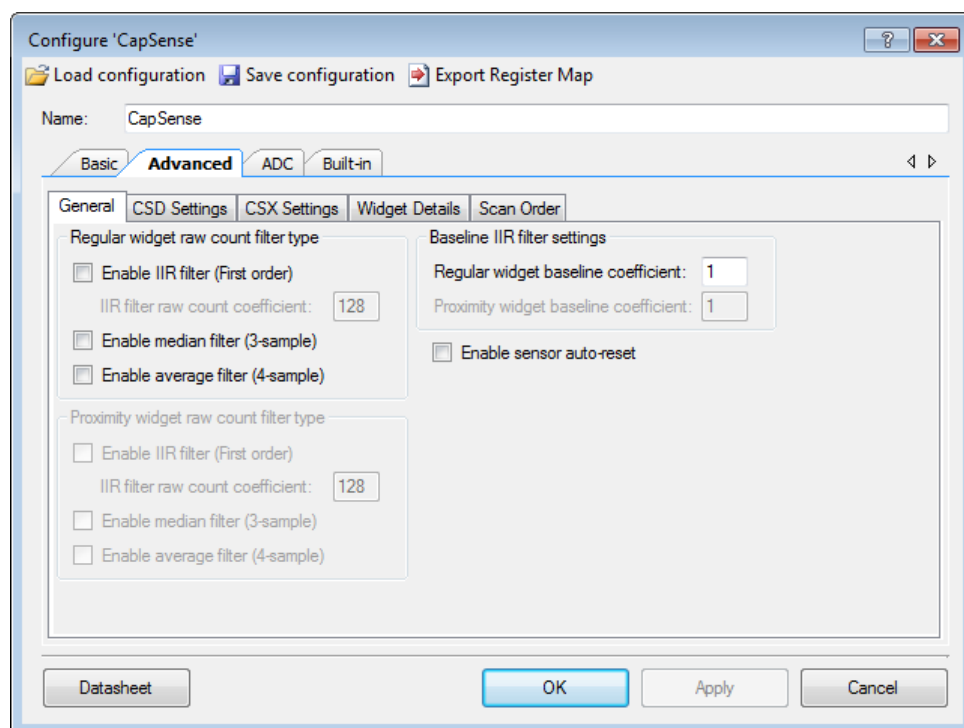 Configure 'CapSense'
Load configuration Save configuration Export Register Map
Name: CapSense
Basic Advanced ADC Built-in
General CSD Settings CSX Settings Widget Details Scan Order
Regular widget raw count filter type
Enable IIR filter (First order)
IIR filter raw count coefficient: 128
Enable median filter (3-sample)
Enable average filter (4-sample)
Proximity widget raw count filter type
Enable IIR filter (First order)
IIR filter raw count coefficient: 128
Enable median filter (3-sample)
Enable average filter (4-sample)
Baseline IIR filter settings
Regular widget baseline coefficient: 1
Proximity widget baseline coefficient: 1
Enable sensor auto-reset
Datasheet OK Apply Cancel